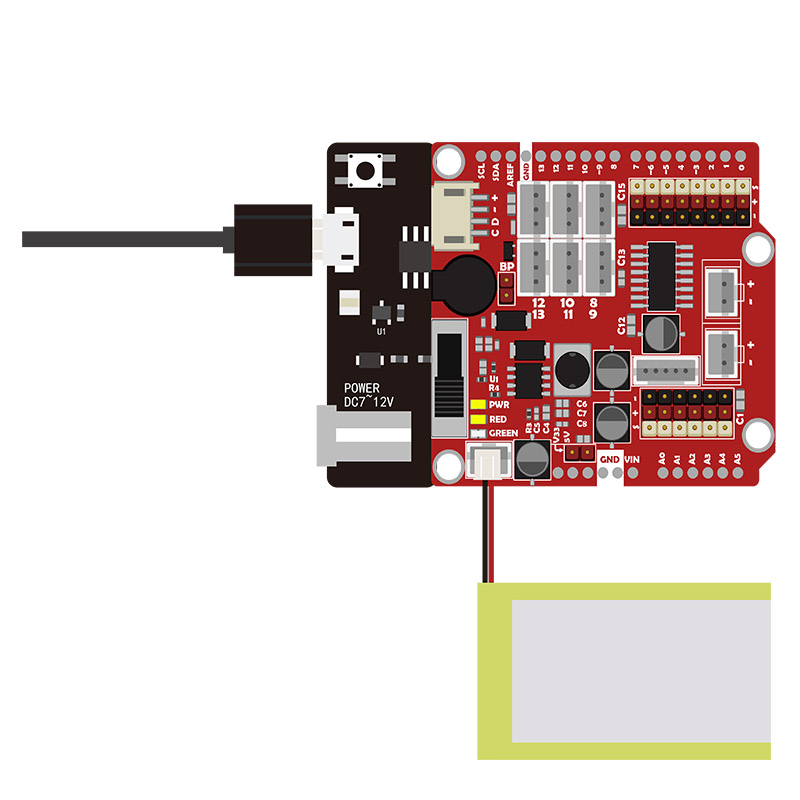 SCL SDA AREF GND 13 12 11 10 ~9 8 7 ~6 ~5 4 ~3 2 1 0
C15
S
+
-
+
-
C D
BP
C13
12 10 8
13 11 9
+
-
C12
U1
+
-
POWER
DC7~12V
U1
R4
PWR
RED
GREEN
C6
C7
C8
R3 C5 C4
-
+
S
C1
V33 5V
GND VIN A0 A1 A2 A3 A4 A5